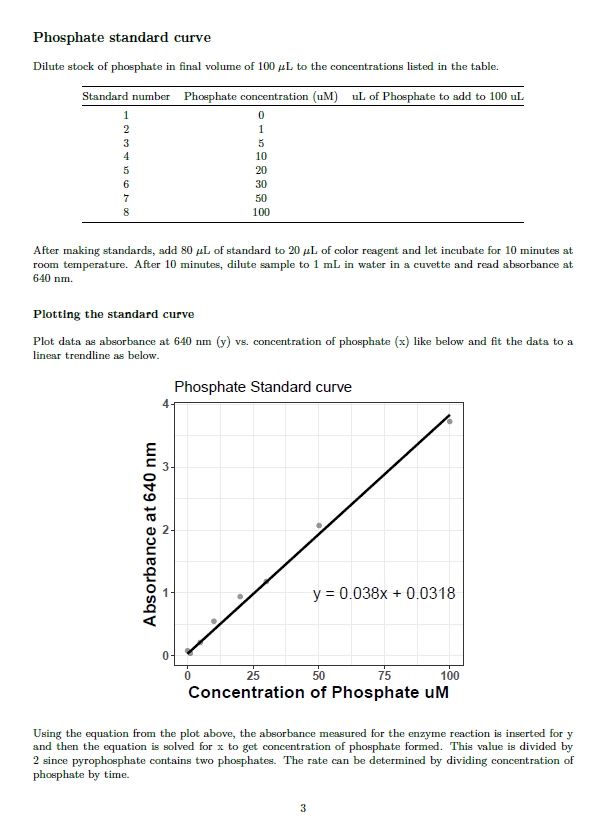 Phosphate standard curve
Dilute stock of phosphate in final volume of 100 μL to the concentrations listed in the table.
Standard number Phosphate concentration (uM) uL of Phosphate to add to 100 uL
1 0
2 1
3 5
4 10
5 20
6 30
7 50
8 100
After making standards, add 80 μL of standard to 20 μL of color reagent and let incubate for 10 minutes at
room temperature. After 10 minutes, dilute sample to 1 mL in water in a cuvette and read absorbance at
640 nm.
Plotting the standard curve
Plot data as absorbance at 640 nm (y) vs. concentration of phosphate (x) like below and fit the data to a
linear trendline as below.
Phosphate Standard curve
Absorbance at 640 nm
4
3
2
1
0
y = 0.038x + 0.0318
0 25 50 75 100
Concentration of Phosphate uM
Using the equation from the plot above, the absorbance measured for the enzyme reaction is inserted for y
and then the equation is solved for x to get concentration of phosphate formed. This value is divided by
2 since pyrophosphate contains two phosphates. The rate can be determined by dividing concentration of
phosphate by time.
3